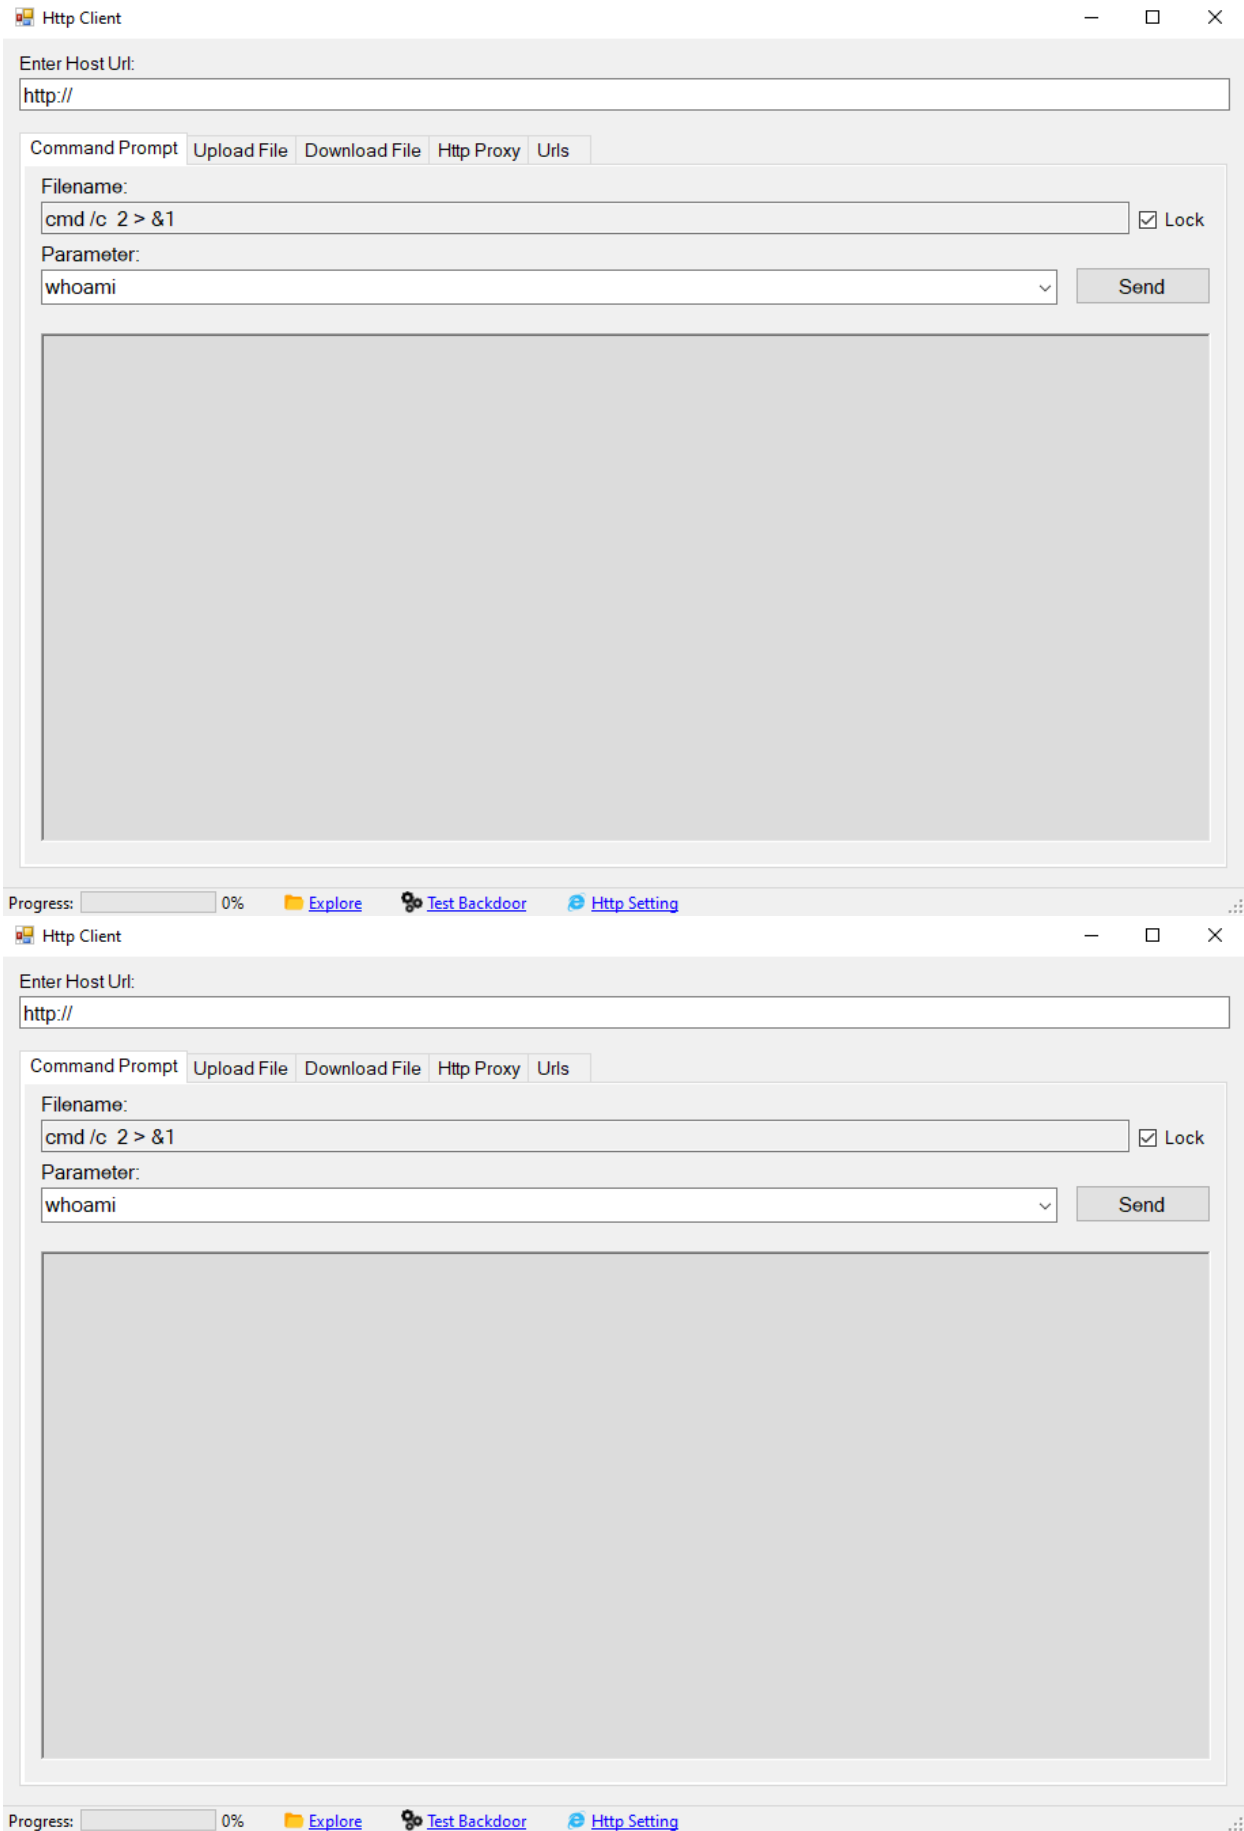 Http Client
Enter Host Url:
http://
Command Prompt Upload File Download File Http Proxy Urls
Filename:
cmd /c  2 > &1 Lock
Parameter:
whoami Send
Progress: 0% Explore Test Backdoor Http Setting
Http Client
Enter Host Url:
http://
Command Prompt Upload File Download File Http Proxy Urls
Filename:
cmd /c  2 > &1 Lock
Parameter:
whoami Send
Progress: 0% Explore Test Backdoor Http Setting